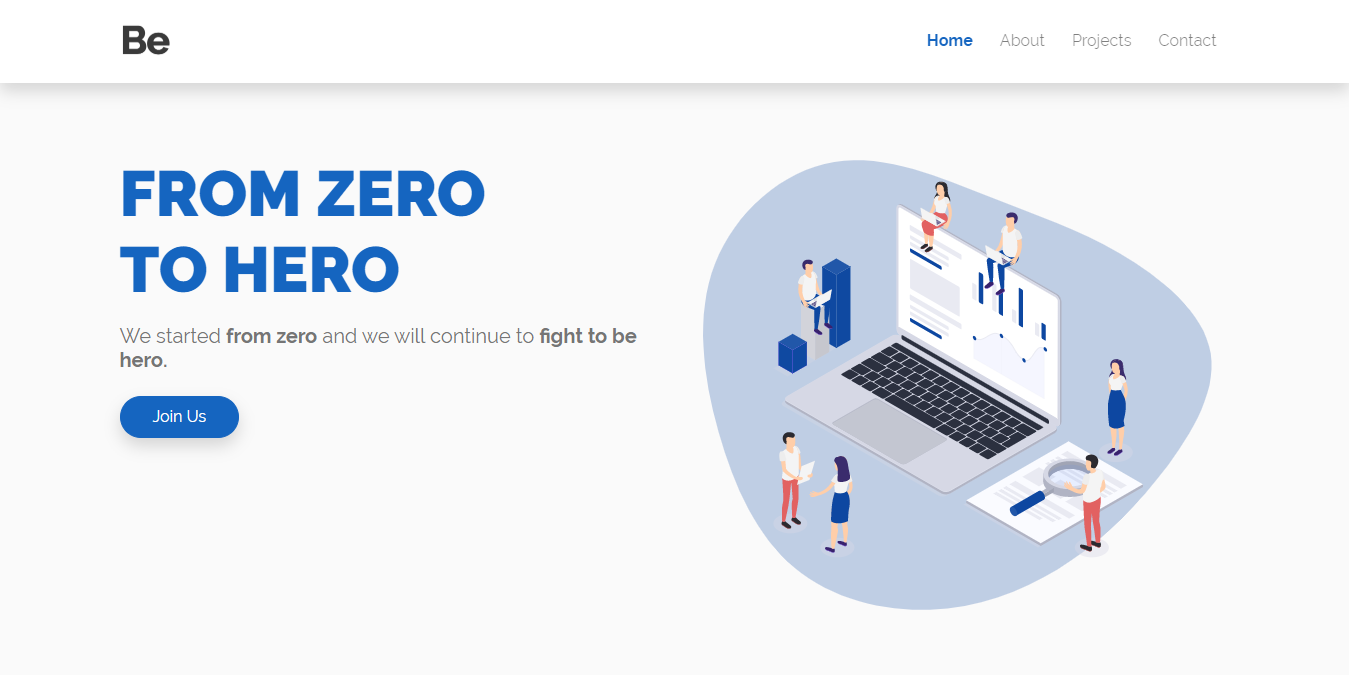 Be
Home About Projects Contact
FROM ZERO
TO HERO
We started from zero and we will continue to fight to be
hero.
Join Us